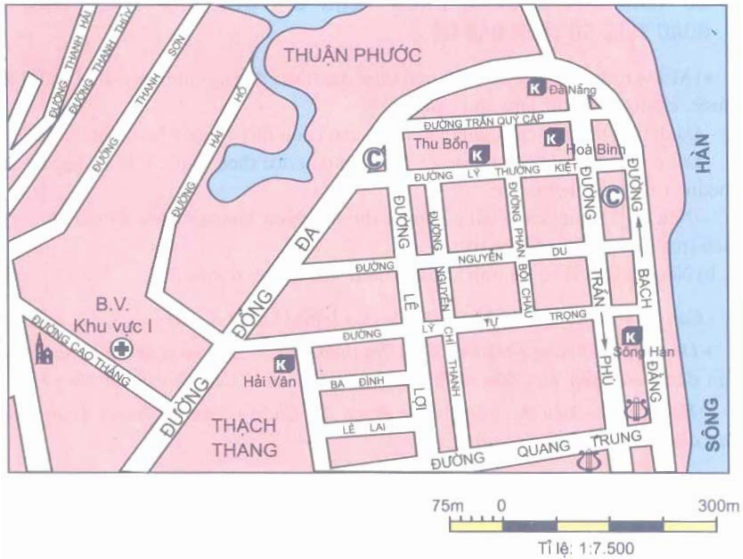 ĐƯỜNG THANH HẢI
ĐƯỜNG THANH THỦY
ĐƯỜNG THANH SƠN
ĐƯỜNG HẢI HỒ
THUẬN PHƯỚC
K Đà Nẵng
ĐƯỜNG TRẦN QUÝ CÁP
Thu Bồn
K
K
Hoà Bình
C
ĐƯỜNG LÝ THƯỜNG KIỆT
C
HÀN
SÔNG
ĐƯỜNG ĐỐNG ĐA
ĐƯỜNG LÊ LỢI
ĐƯỜNG NGUYỄN CHÍ THANH
ĐƯỜNG PHAN BỘI CHÂU
ĐƯỜNG TRẦN PHÚ
ĐƯỜNG BẠCH ĐẰNG
ĐƯỜNG NGUYỄN DU
ĐƯỜNG LÝ TỰ TRỌNG
B.V.
Khu vực I
ĐƯỜNG CAO THẮNG
K
Hải Vân
K
Sông Hàn
BA ĐÌNH
LÊ LAI
THẠCH
THANG
ĐƯỜNG QUANG TRUNG
75m 0 300m
Tỉ lệ: 1:7.500